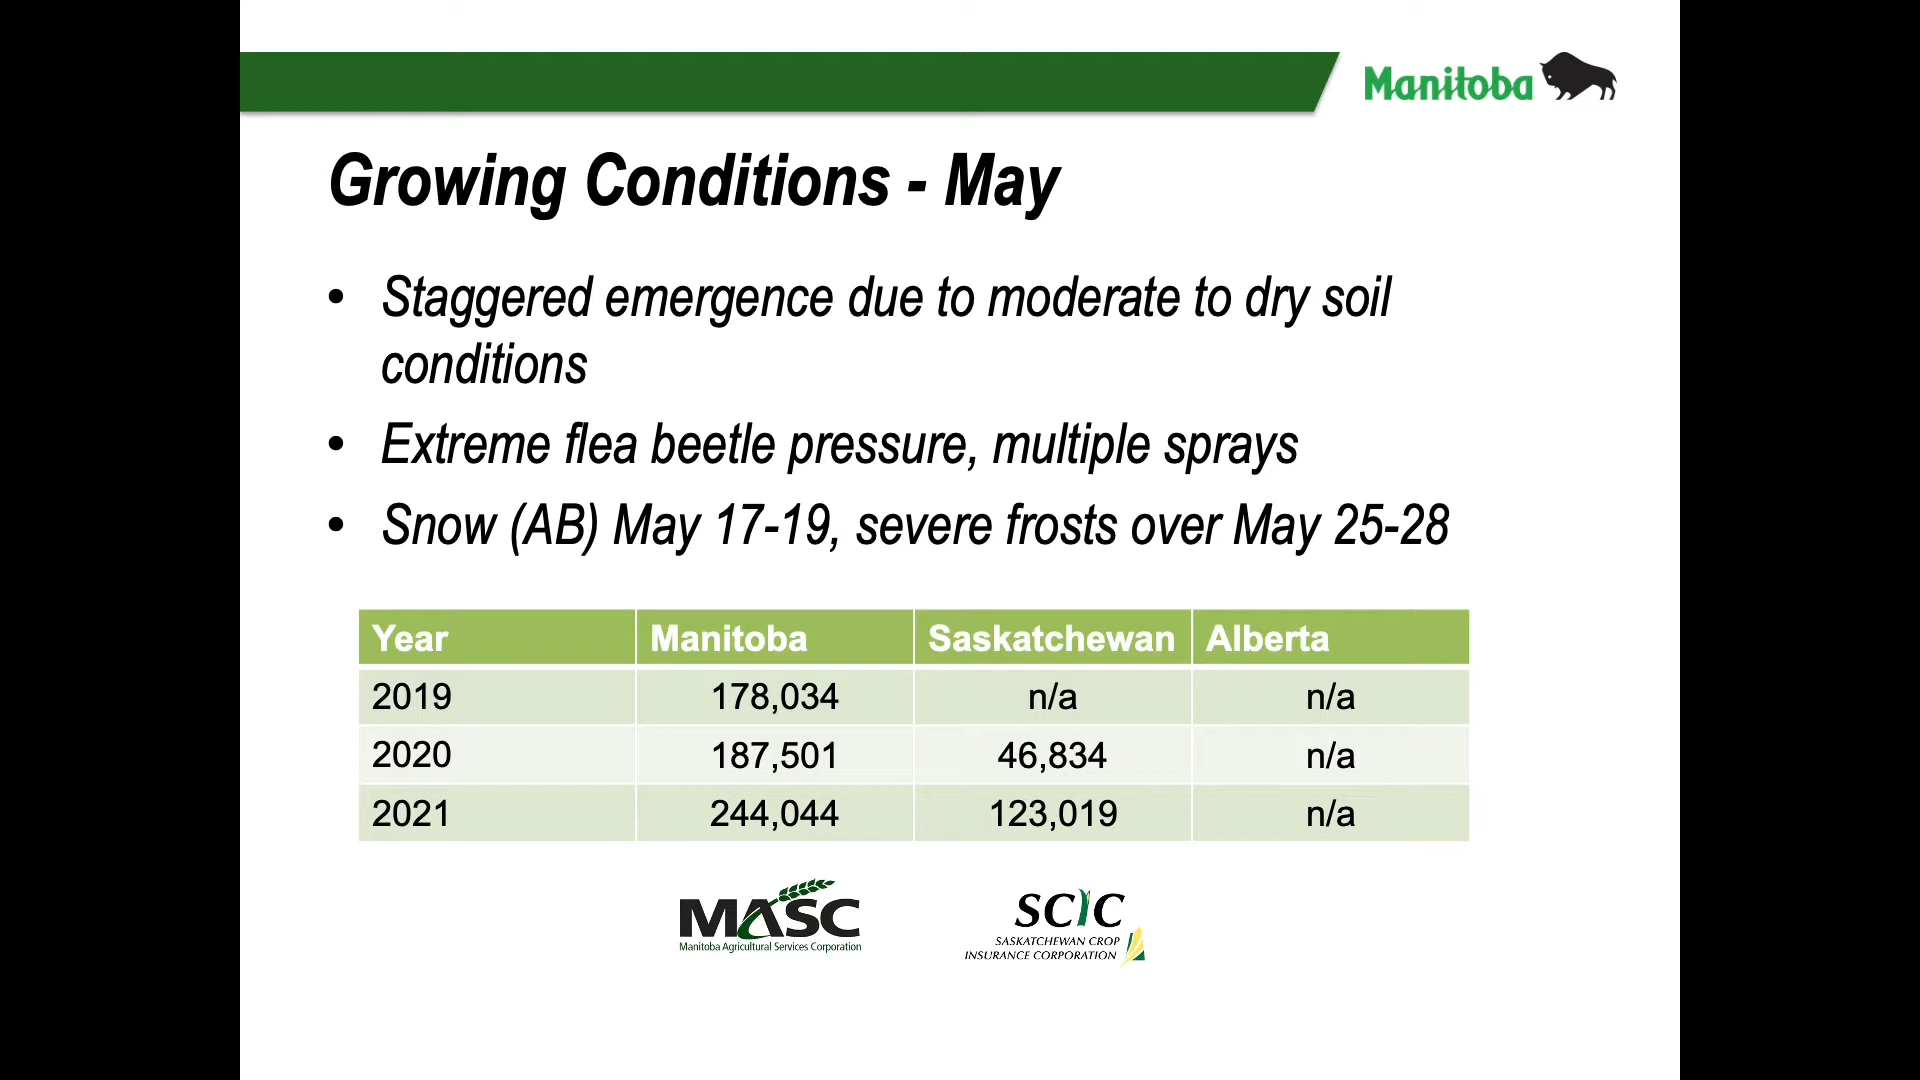 Manitoba
Growing Conditions - May
• Staggered emergence due to moderate to dry soil
conditions
• Extreme flea beetle pressure, multiple sprays
• Snow (AB) May 17-19, severe frosts over May 25-28
Year Manitoba Saskatchewan Alberta
2019 178,034 n/a n/a
2020 187,501 46,834 n/a
2021 244,044 123,019 n/a
MASC
Manitoba Agricultural Services Corporation
SCIC
SASKATCHEWAN CROP
INSURANCE CORPORATION